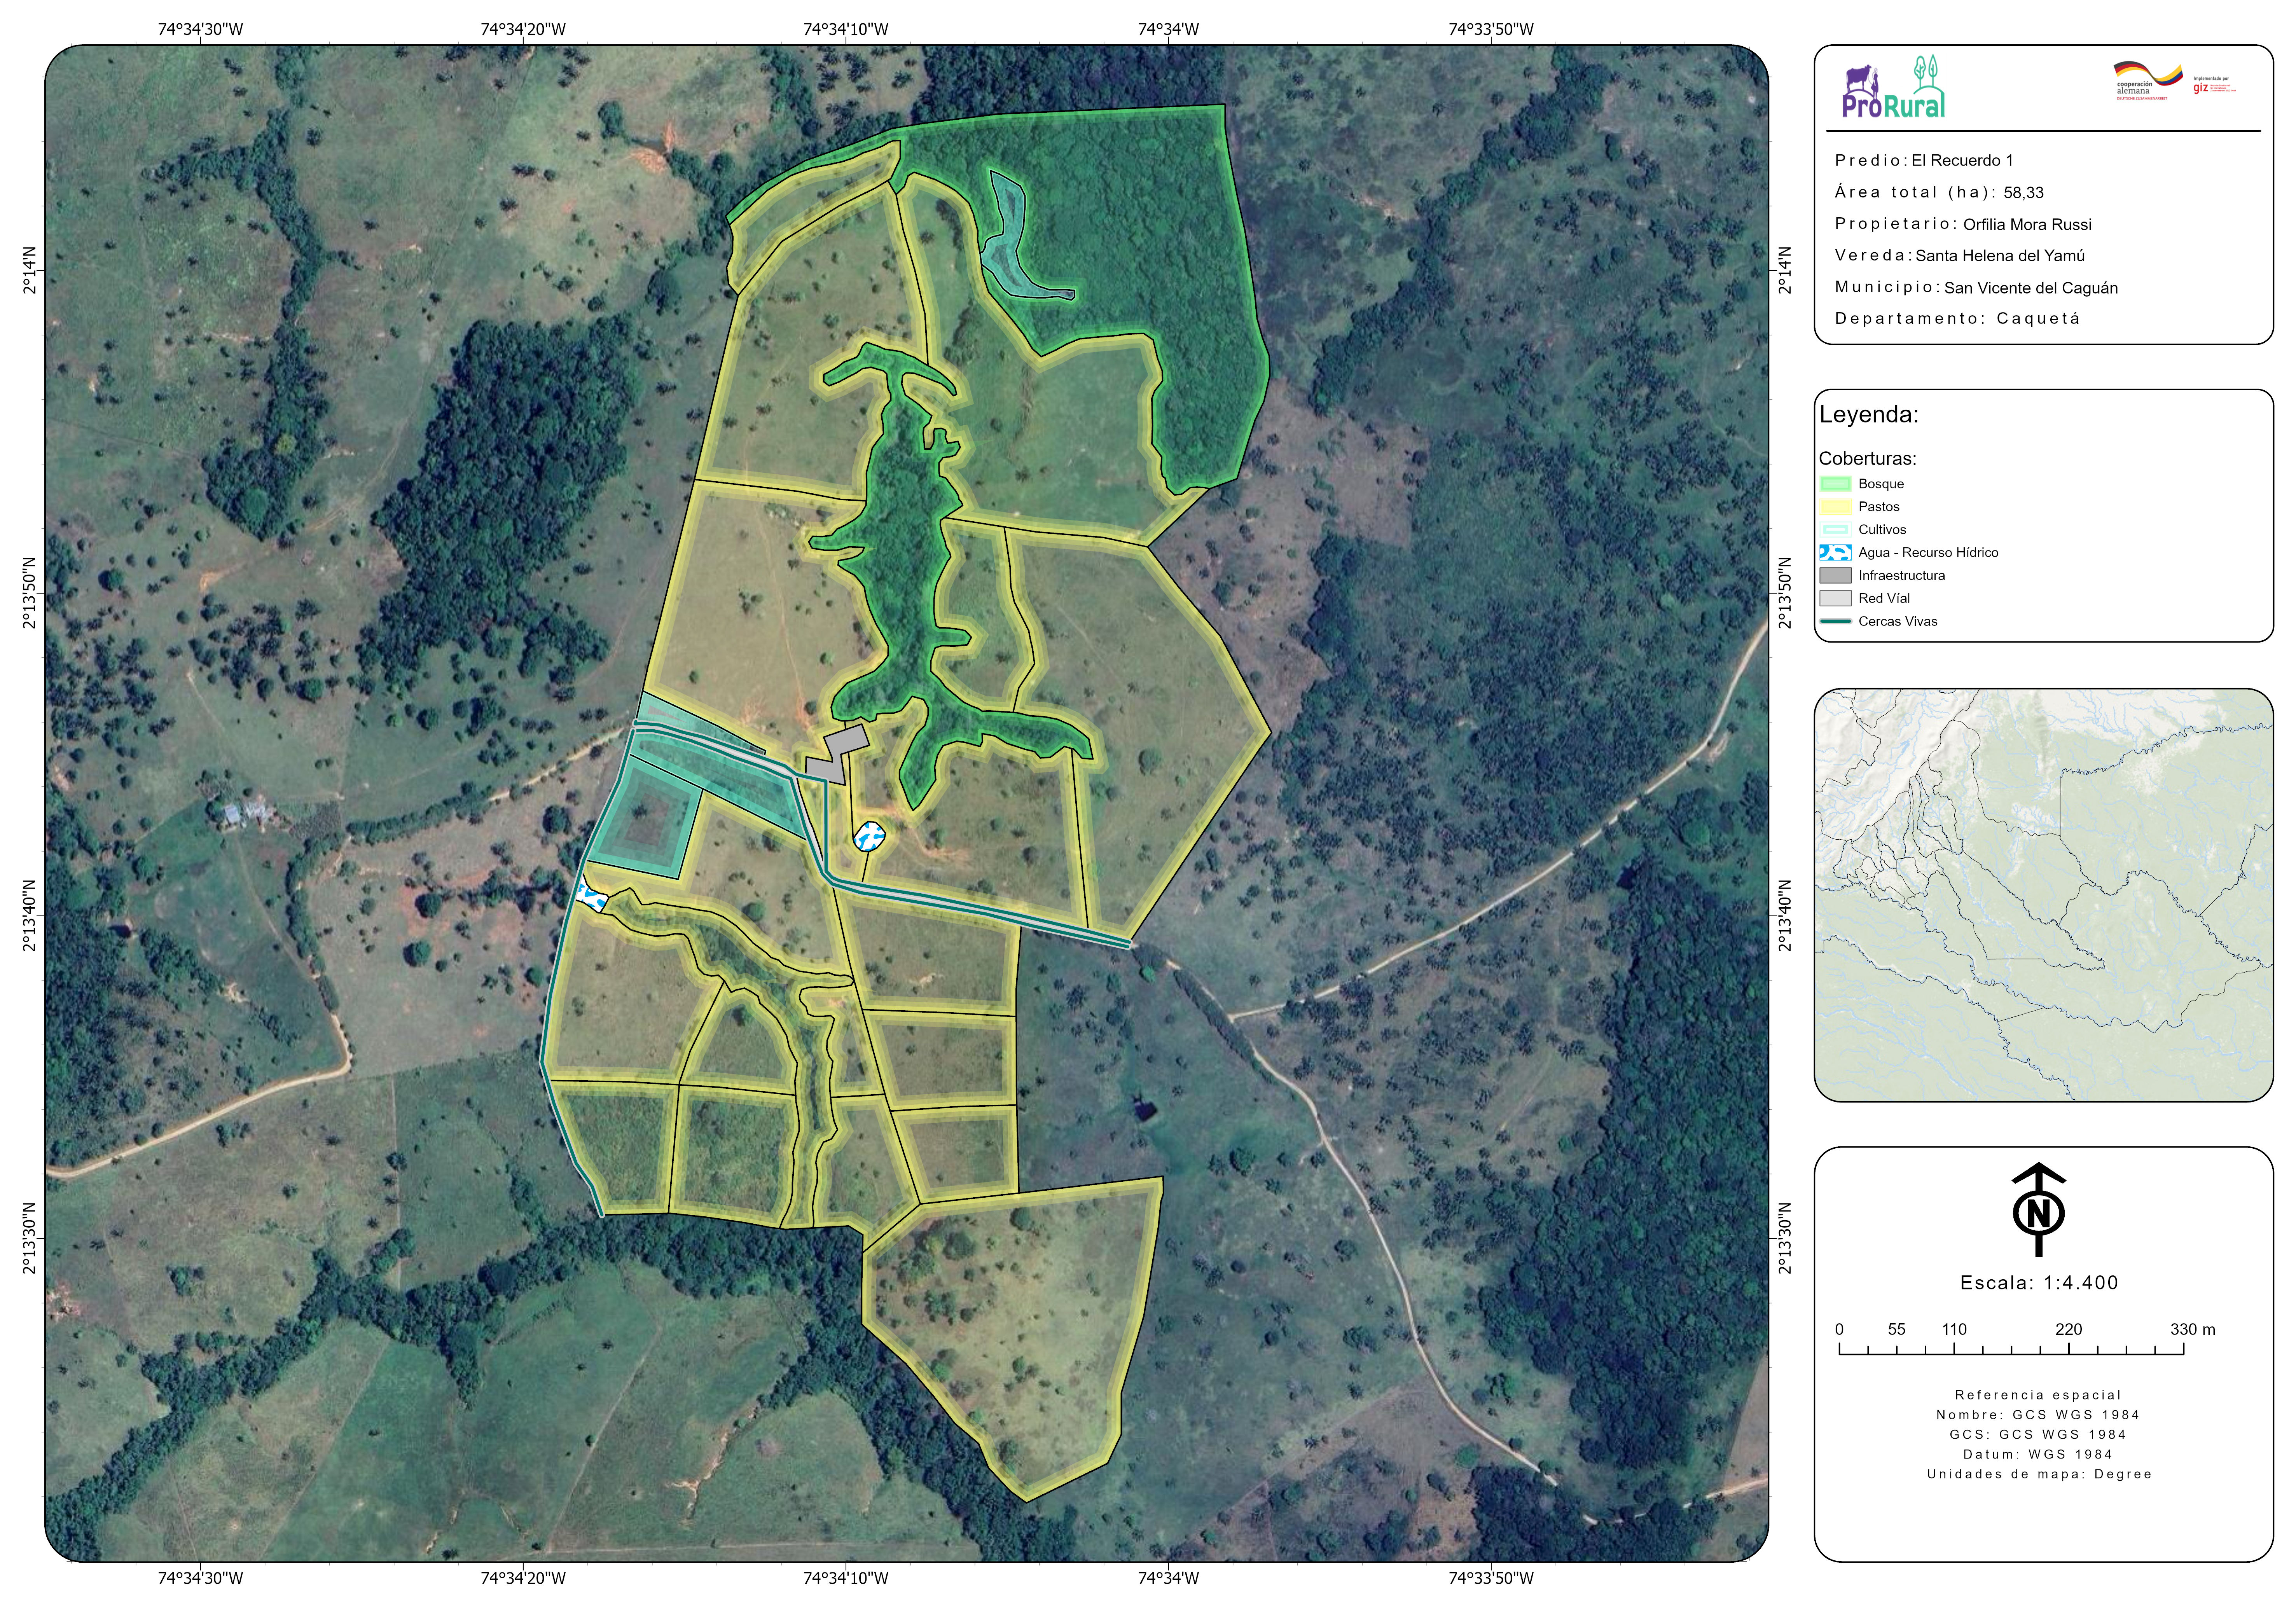 74°34'30"W 74°34'20"W 74°34'10"W 74°34'W 74°33'50"W
2°14'N
2°13'50"N
2°13'40"N
2°13'30"N
2°14'N
2°13'50"N
2°13'40"N
2°13'30"N
74°34'30"W 74°34'20"W 74°34'10"W 74°34'W 74°33'50"W
ProRural
cooperación
alemana
DEUTSCHE ZUSAMMENARBEIT
Implementada por
giz
Predio: El Recuerdo 1
Área total (ha): 58,33
Propietario: Orfilia Mora Russi
Vereda: Santa Helena del Yamú
Municipio: San Vicente del Caguán
Departamento: Caquetá
Leyenda:
Coberturas:
Bosque
Pastos
Cultivos
Agua - Recurso Hídrico
Infraestructura
Red Víal
Cercas Vivas
N
Escala: 1:4.400
0 55 110 220 330 m
Referencia espacial
Nombre: GCS WGS 1984
GCS: GCS WGS 1984
Datum: WGS 1984
Unidades de mapa: Degree